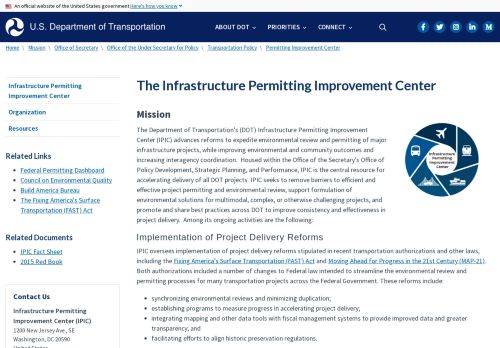 An official website of the United States government Here's how you know
U.S. Department of Transportation
ABOUT DOT
PRIORITIES
CONNECT
Home \ Mission \ Office of Secretary \ Office of the Under Secretary for Policy \ Transportation Policy \ Permitting Improvement Center
Infrastructure Permitting
Improvement Center
Organization
Resources
Related Links
Federal Permitting Dashboard
Council on Environmental Quality
Build America Bureau
The Fixing America's Surface
Transportation (FAST) Act
Related Documents
IPIC Fact Sheet
2015 Red Book
Contact Us
Infrastructure Permitting
Improvement Center (IPIC)
1200 New Jersey Ave., SE
Washington, DC 20590
United States
The Infrastructure Permitting Improvement Center
Mission
The Department of Transportation's (DOT) Infrastructure Permitting Improvement
Center (IPIC) advances reforms to expedite environmental review and permitting of major
infrastructure projects, while improving environmental and community outcomes and
increasing interagency coordination. Housed within the Office of the Secretary's Office of
Policy Development, Strategic Planning, and Performance, IPIC is the central resource for
accelerating delivery of all DOT projects. IPIC seeks to remove barriers to efficient and
effective project permitting and environmental review, support formulation of
environmental solutions for multimodal, complex, or otherwise challenging projects, and
promote and share best practices across DOT to improve consistency and effectiveness in
project delivery. Among its ongoing activities are the following:
Infrastructure
Permitting
Improvement
Center
Implementation of Project Delivery Reforms
IPIC oversees implementation of project delivery reforms stipulated in recent transportation authorizations and other laws,
including the Fixing America's Surface Transportation (FAST) Act and Moving Ahead for Progress in the 21st Century (MAP-21).
Both authorizations included a number of changes to Federal law intended to streamline the environmental review and
permitting processes for many transportation projects across the Federal Government. These reforms include:
• synchronizing environmental reviews and minimizing duplication;
• establishing programs to measure progress in accelerating project delivery;
• integrating mapping and other data tools with fiscal management systems to provide improved data and greater
transparency; and
• facilitating efforts to align historic preservation regulations.